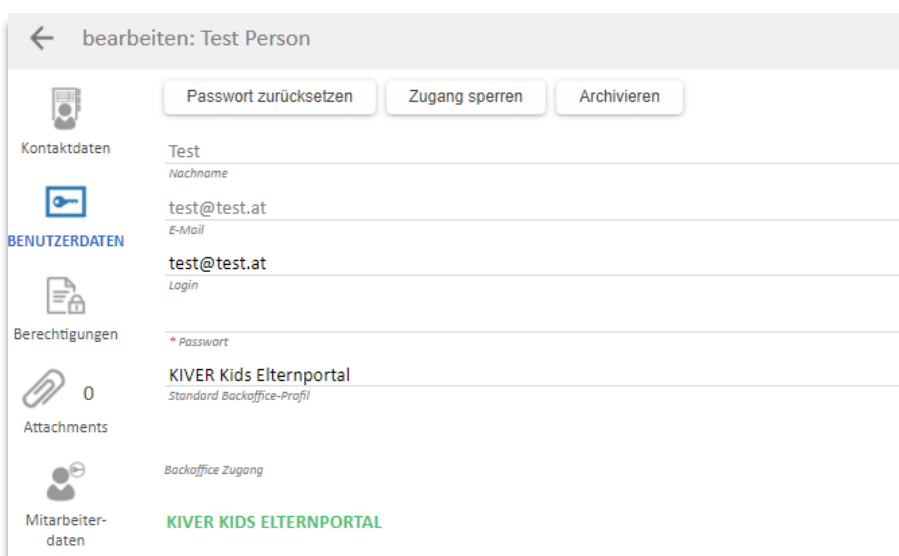 bearbeiten: Test Person
Passwort zurücksetzen Zugang sperren Archivieren
Kontaktdaten
Test
Nachname
test@test.at
E-Mail
BENUTZERDATEN
test@test.at
Login
Berechtigungen
* Passwort
KIVER Kids Elternportal
Standard Backoffice-Profil
0
Attachments
Backoffice Zugang
Mitarbeiter-
daten
KIVER KIDS ELTERNPORTAL